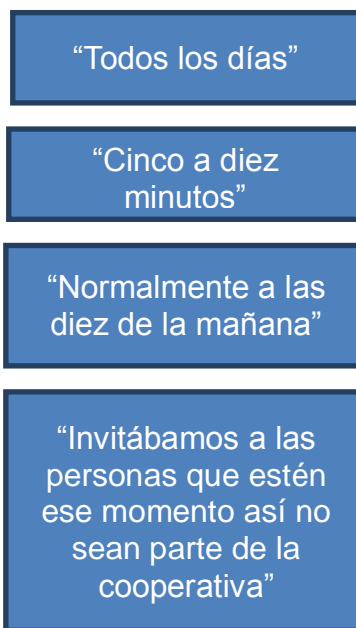 “Todos los días”
“Cinco a diez
minutos”
“Normalmente a las
diez de la mañana”
“Invitábamos a las
personas que estén
ese momento así no
sean parte de la
cooperativa”